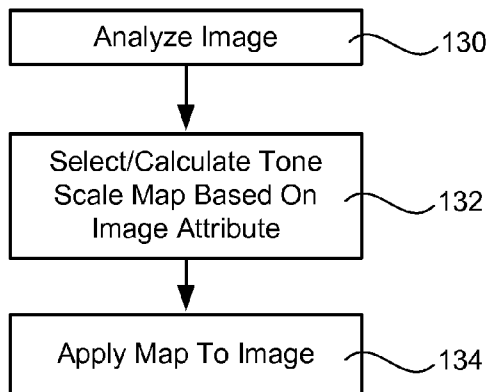 Analyze Image
130
Select/Calculate Tone
Scale Map Based On
Image Attribute
132
Apply Map To Image
134